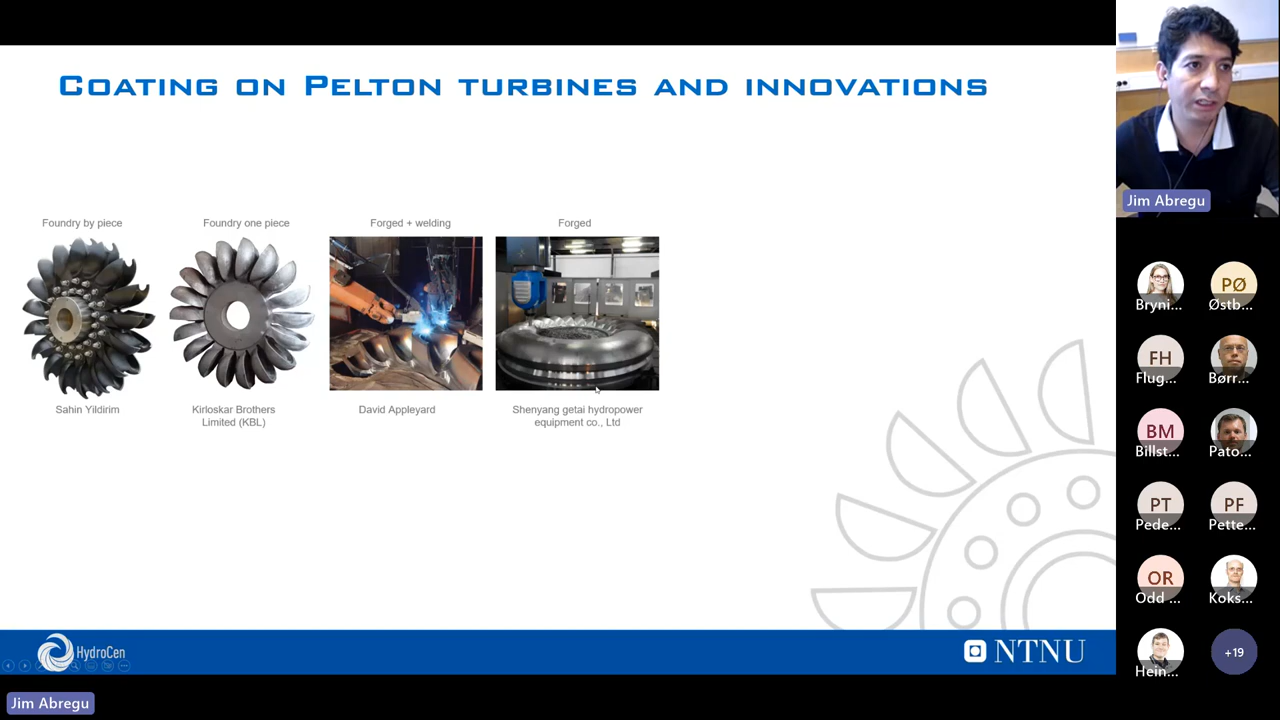 COATING ON PELTON TURBINES AND INNOVATIONS
Foundry by piece
Foundry one piece
Forged + welding
Forged
Sahin Yildirim
Kirloskar Brothers
Limited (KBL)
David Appleyard
Shenyang getai hydropower
equipment co., Ltd
HydroCen
NTNU
Jim Abregu
Jim Abregu
Bryni...
PØ
Østb...
FH
Flug...
Børr...
BM
Billst...
Pato...
PT
Pede...
PF
Pette...
OR
Odd ...
Koks...
Hein...
+19